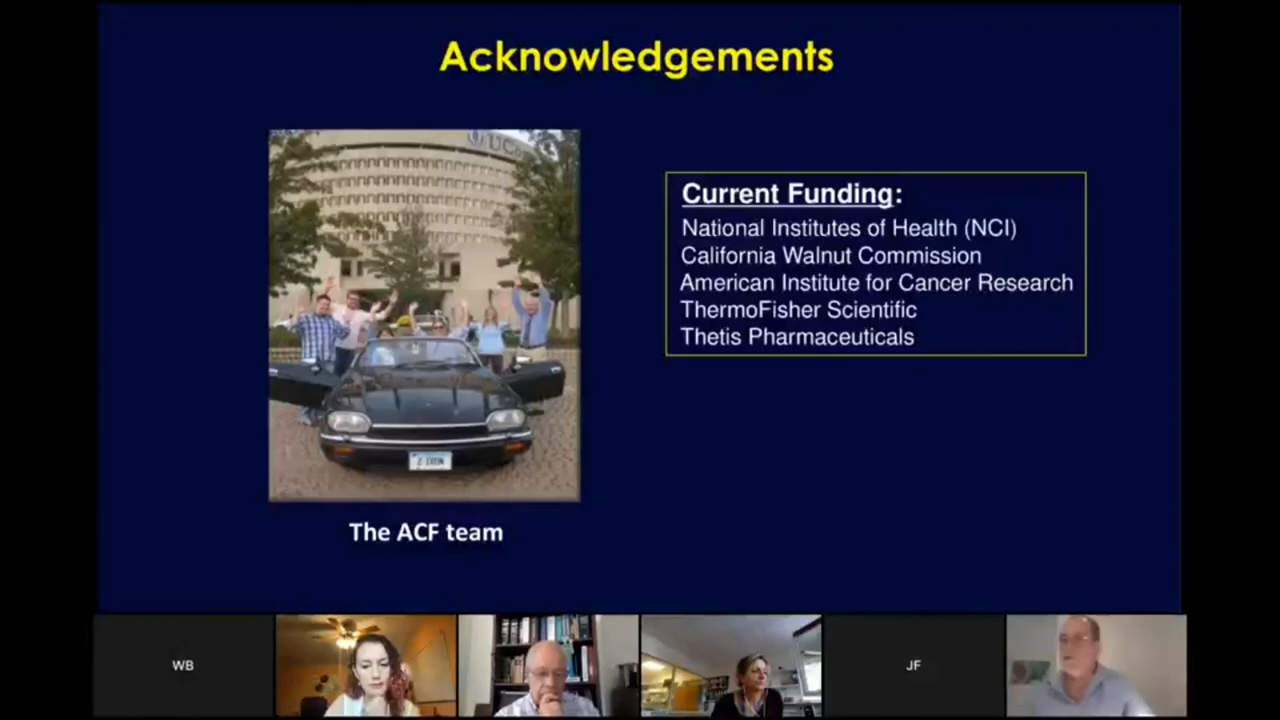 Acknowledgements
Current Funding:
National Institutes of Health (NCI)
California Walnut Commission
American Institute for Cancer Research
ThermoFisher Scientific
Thetis Pharmaceuticals
The ACF team
WB
JF